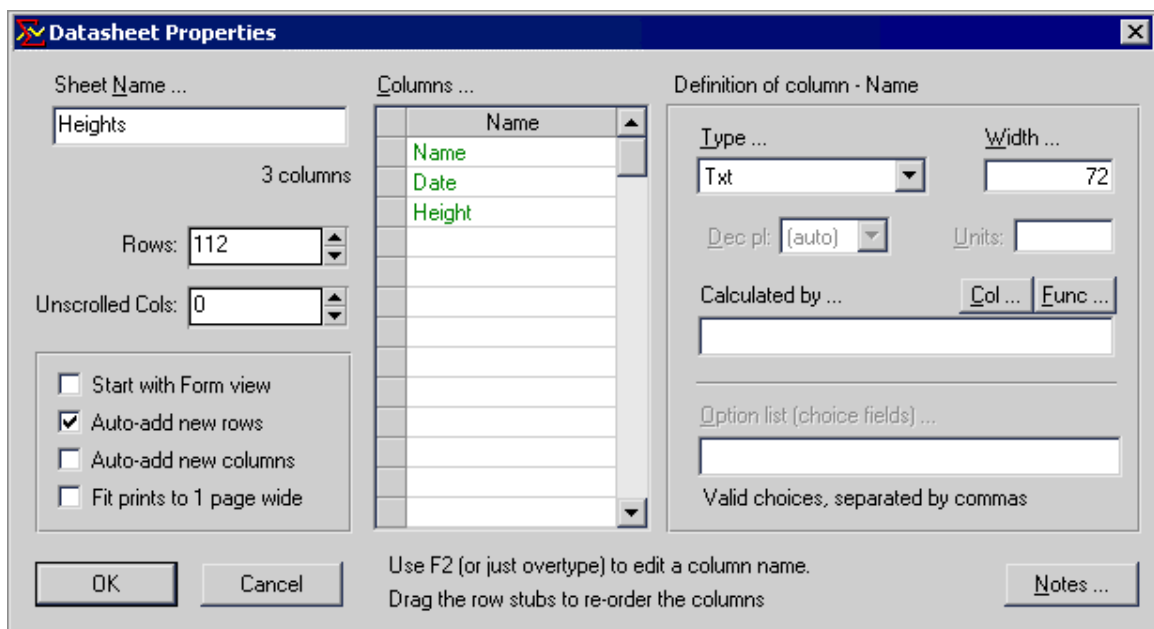 Datasheet Properties
Sheet Name ...
Heights
3 columns
Rows: 112
Unscrolled Cols: 0
Start with Form view
Auto-add new rows
Auto-add new columns
Fit prints to 1 page wide
OK
Cancel
Columns ...
Name
Name
Date
Height
Use F2 (or just overtype) to edit a column name.
Drag the row stubs to re-order the columns
Definition of column - Name
Type ...
Width ...
Txt
72
Dec pl: (auto)
Units:
Calculated by ...
Col ...
Func ...
Option list (choice fields) ...
Valid choices, separated by commas
Notes ...